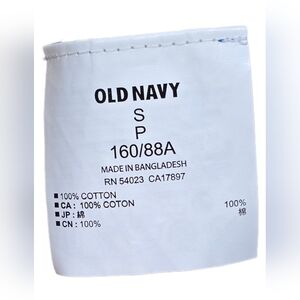 OLD NAVY
S
P
160/88A
MADE IN BANGLADESH
RN 54023 CA17897
■ 100% COTTON
■ CA : 100% COTON
■ JP : 綿 100%
■ CN : 100% 棉